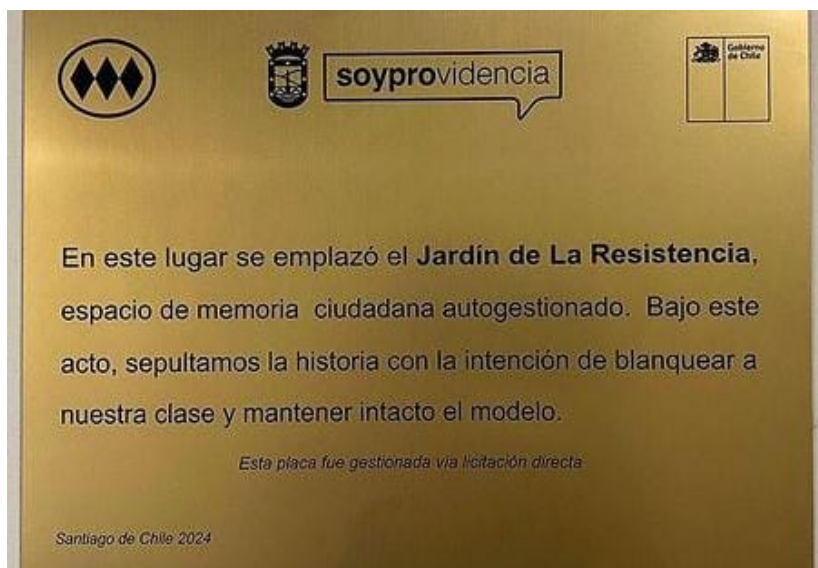 soyprovidencia
Gobierno
de Chile
En este lugar se emplazó el Jardín de La Resistencia,
espacio de memoria ciudadana autogestionado. Bajo este
acto, sepultamos la historia con la intención de blanquear a
nuestra clase y mantener intacto el modelo.
Esta placa fue gestionada via licitación directa
Santiago de Chile 2024